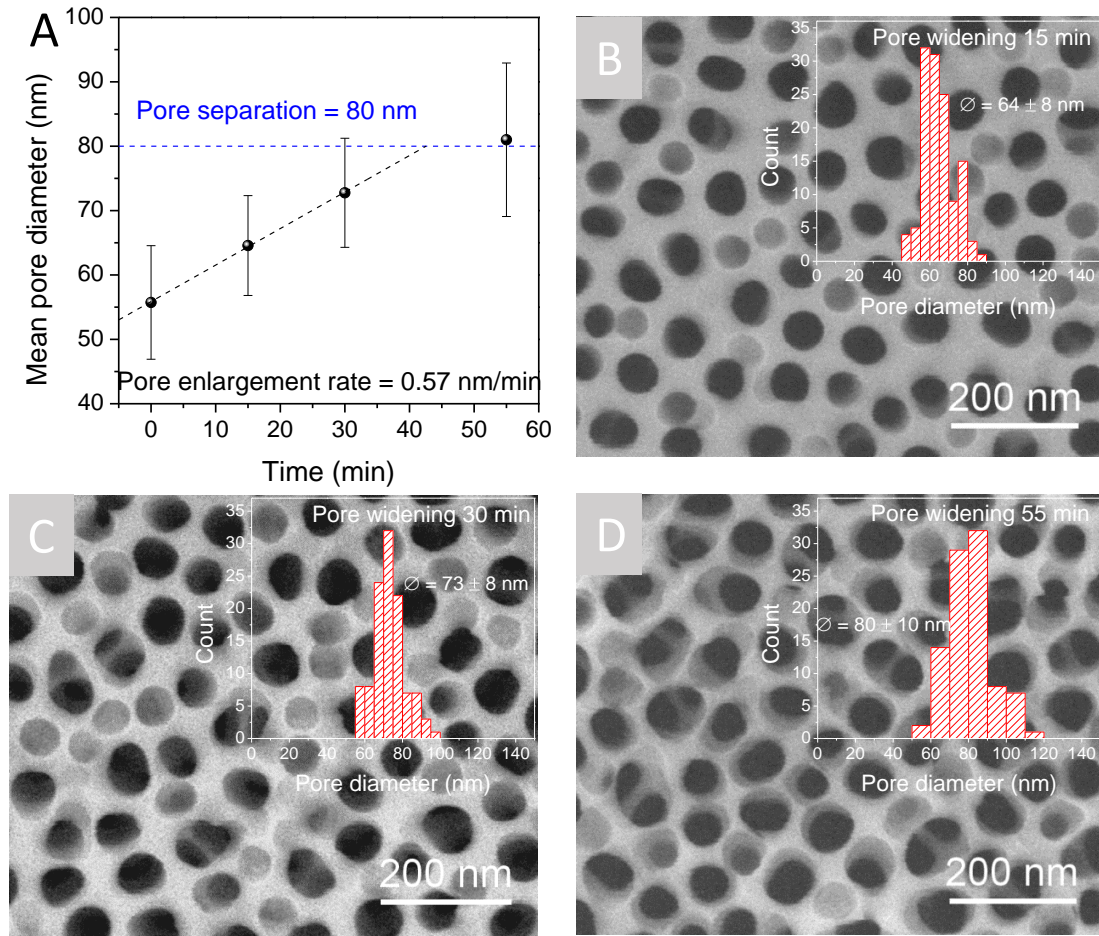 A
Mean pore diameter (nm)
100
90
80
70
60
50
40
Pore separation = 80 nm
Pore enlargement rate = 0.57 nm/min
0 10 20 30 40 50 60
Time (min)
B
Pore widening 15 min
Count
35
30
25
20
15
10
5
0
∅ = 64 ± 8 nm
0 20 40 60 80 100 120 140
Pore diameter (nm)
200 nm
C
Pore widening 30 min
Count
35
30
25
20
15
10
5
0
∅ = 73 ± 8 nm
0 20 40 60 80 100 120 140
Pore diameter (nm)
200 nm
D
Pore widening 55 min
Count
35
30
25
20
15
10
5
0
∅ = 80 ± 10 nm
0 20 40 60 80 100 120 140
Pore diameter (nm)
200 nm